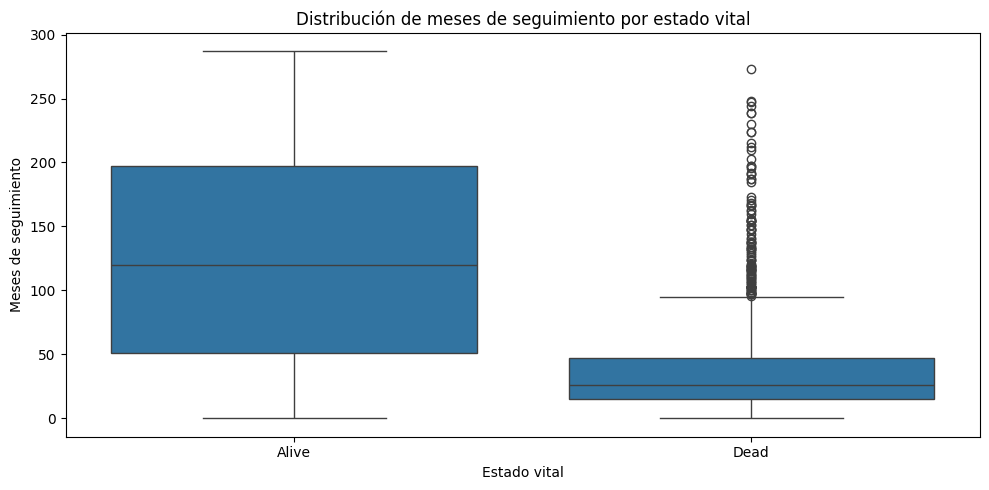 Distribución de meses de seguimiento por estado vital
300
250
200
150
100
50
0
Meses de seguimiento
Alive
Dead
Estado vital